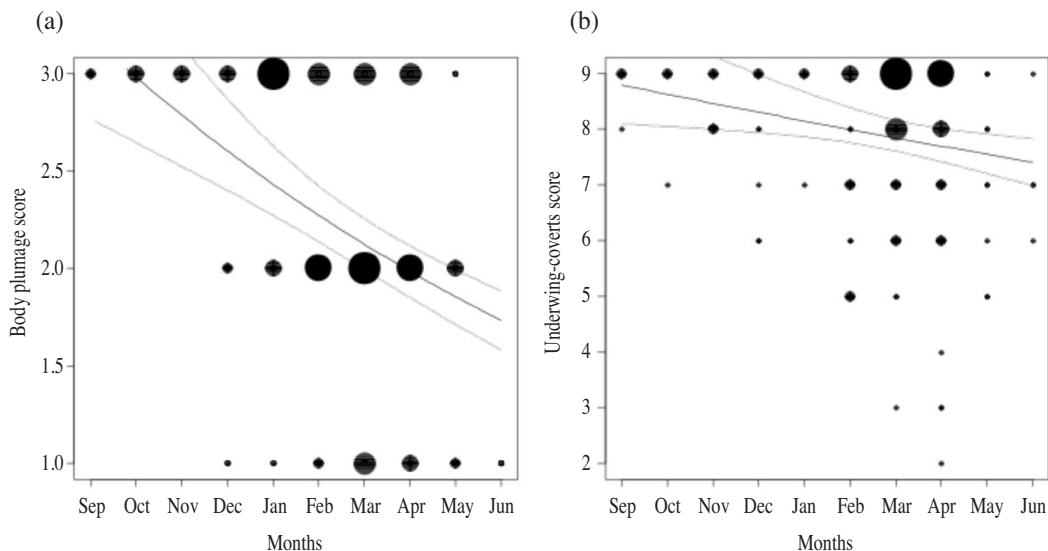 (a)
(b)
Body plumage score
3.0
2.5
2.0
1.5
1.0
Sep Oct Nov Dec Jan Feb Mar Apr May Jun
Months
Underwing-coverts score
9
8
7
6
5
4
3
2
Sep Oct Nov Dec Jan Feb Mar Apr May Jun
Months